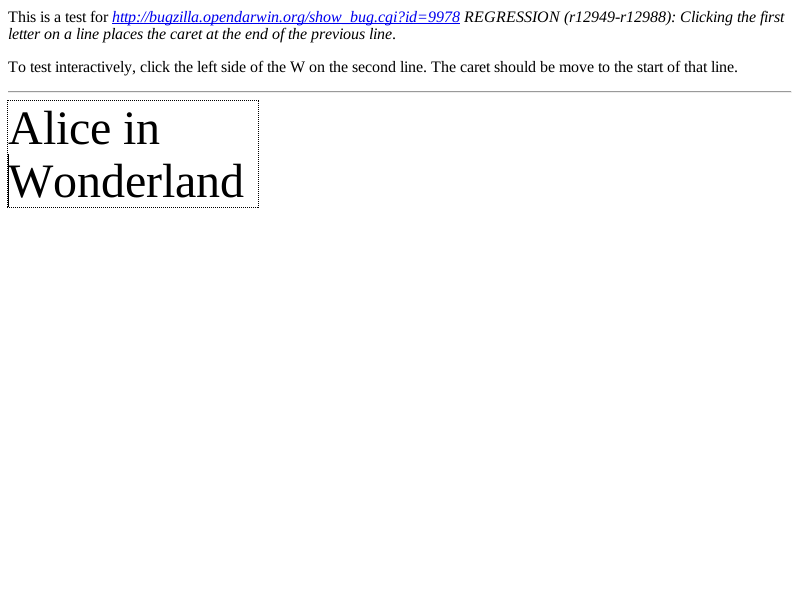 This is a test for http://bugzilla.opendarwin.org/show_bug.cgi?id=9978 REGRESSION (r12949-r12988): Clicking the first
letter on a line places the caret at the end of the previous line.
To test interactively, click the left side of the W on the second line. The caret should be move to the start of that line.
Alice in
Wonderland